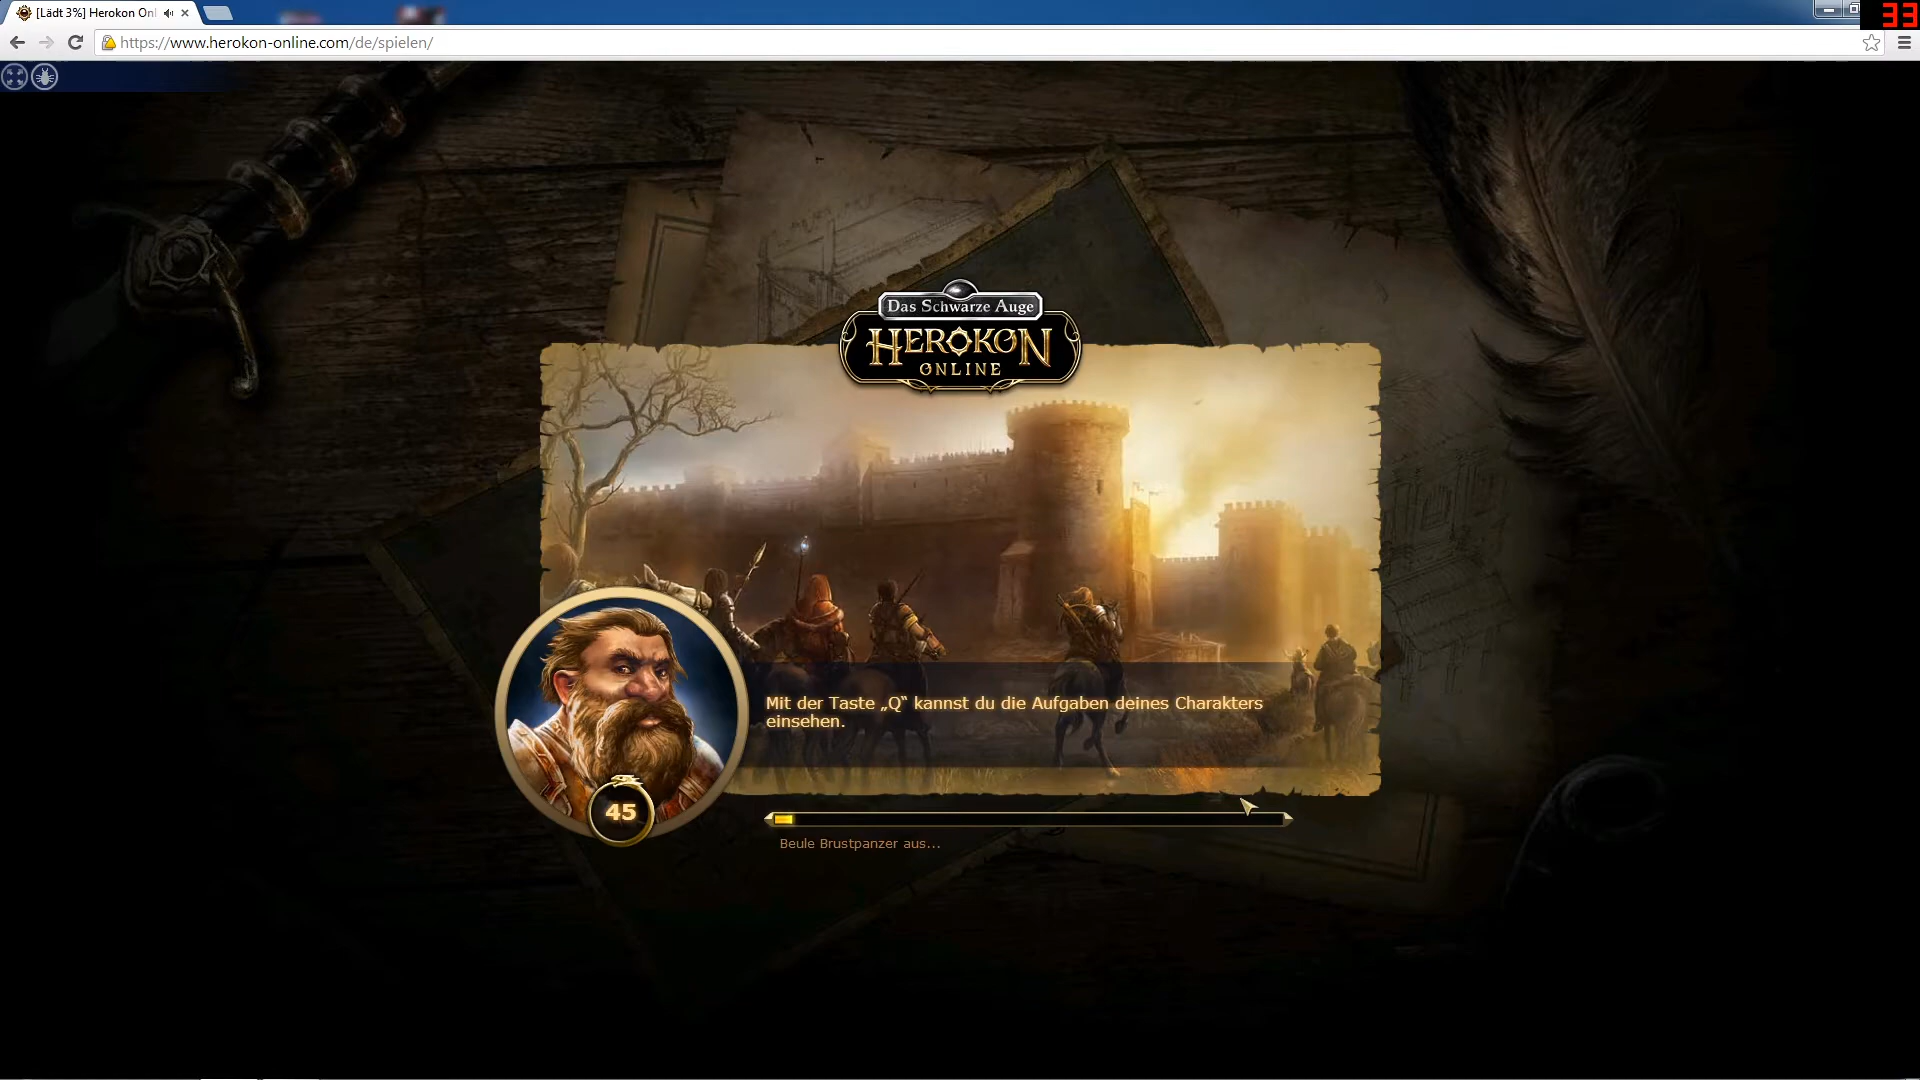 [Lädt 3%] Herokon Onl
33
https://www.herokon-online.com/de/spielen/
Das Schwarze Auge
HEROKON
ONLINE
Mit der Taste „Q“ kannst du die Aufgaben deines Charakters
einsehen.
45
Beule Brustpanzer aus...